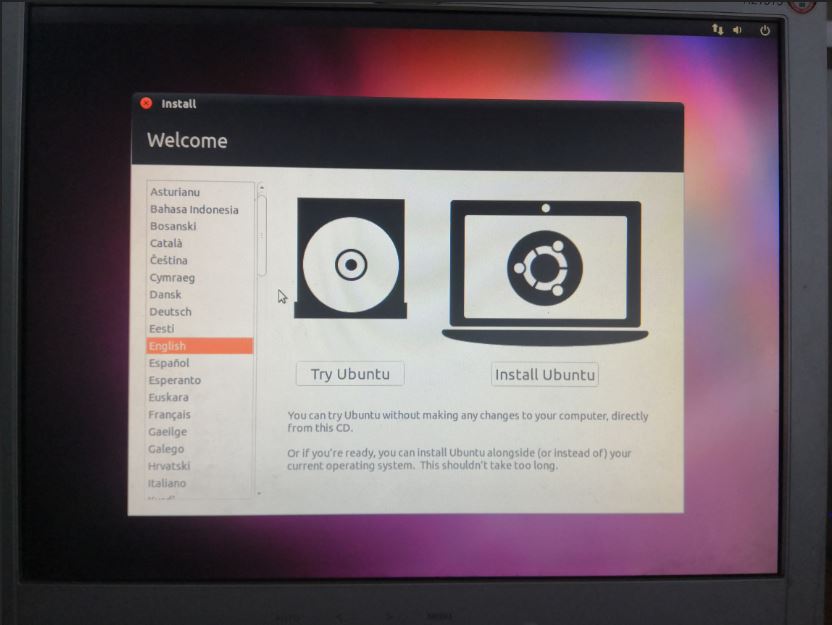 Install
Welcome
Asturianu
Bahasa Indonesia
Bosanski
Català
Čeština
Cymraeg
Dansk
Deutsch
Eesti
English
Español
Esperanto
Euskara
Français
Gaeilge
Galego
Hrvatski
Italiano
Try Ubuntu
Install Ubuntu
You can try Ubuntu without making any changes to your computer, directly
from this CD.
Or if you're ready, you can install Ubuntu alongside (or instead of) your
current operating system. This shouldn't take too long.
MENU